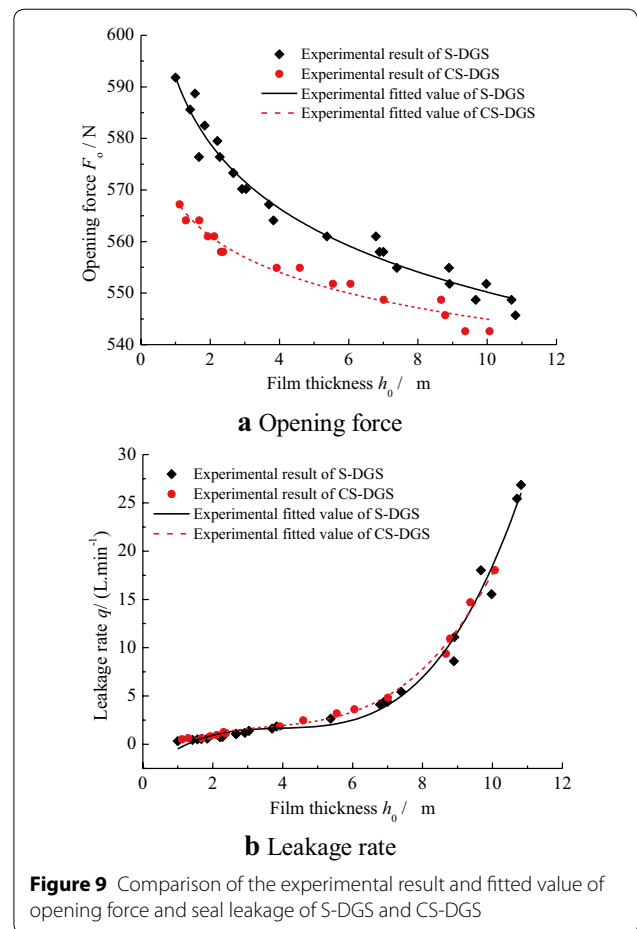 Experimental result of S-DGS
Experimental result of CS-DGS
Experimental fitted value of S-DGS
Experimental fitted value of CS-DGS
Opening force F_o / N
600
590
580
570
560
550
540
0 2 4 6 8 10 12
Film thickness h_0 / m
a Opening force
Experimental result of S-DGS
Experimental result of CS-DGS
Experimental fitted value of S-DGS
Experimental fitted value of CS-DGS
Leakage rate q/ (L.min⁻¹)
30
25
20
15
10
5
0
0 2 4 6 8 10 12
Film thickness h_0 / m
b Leakage rate
Figure 9 Comparison of the experimental result and fitted value of
opening force and seal leakage of S-DGS and CS-DGS